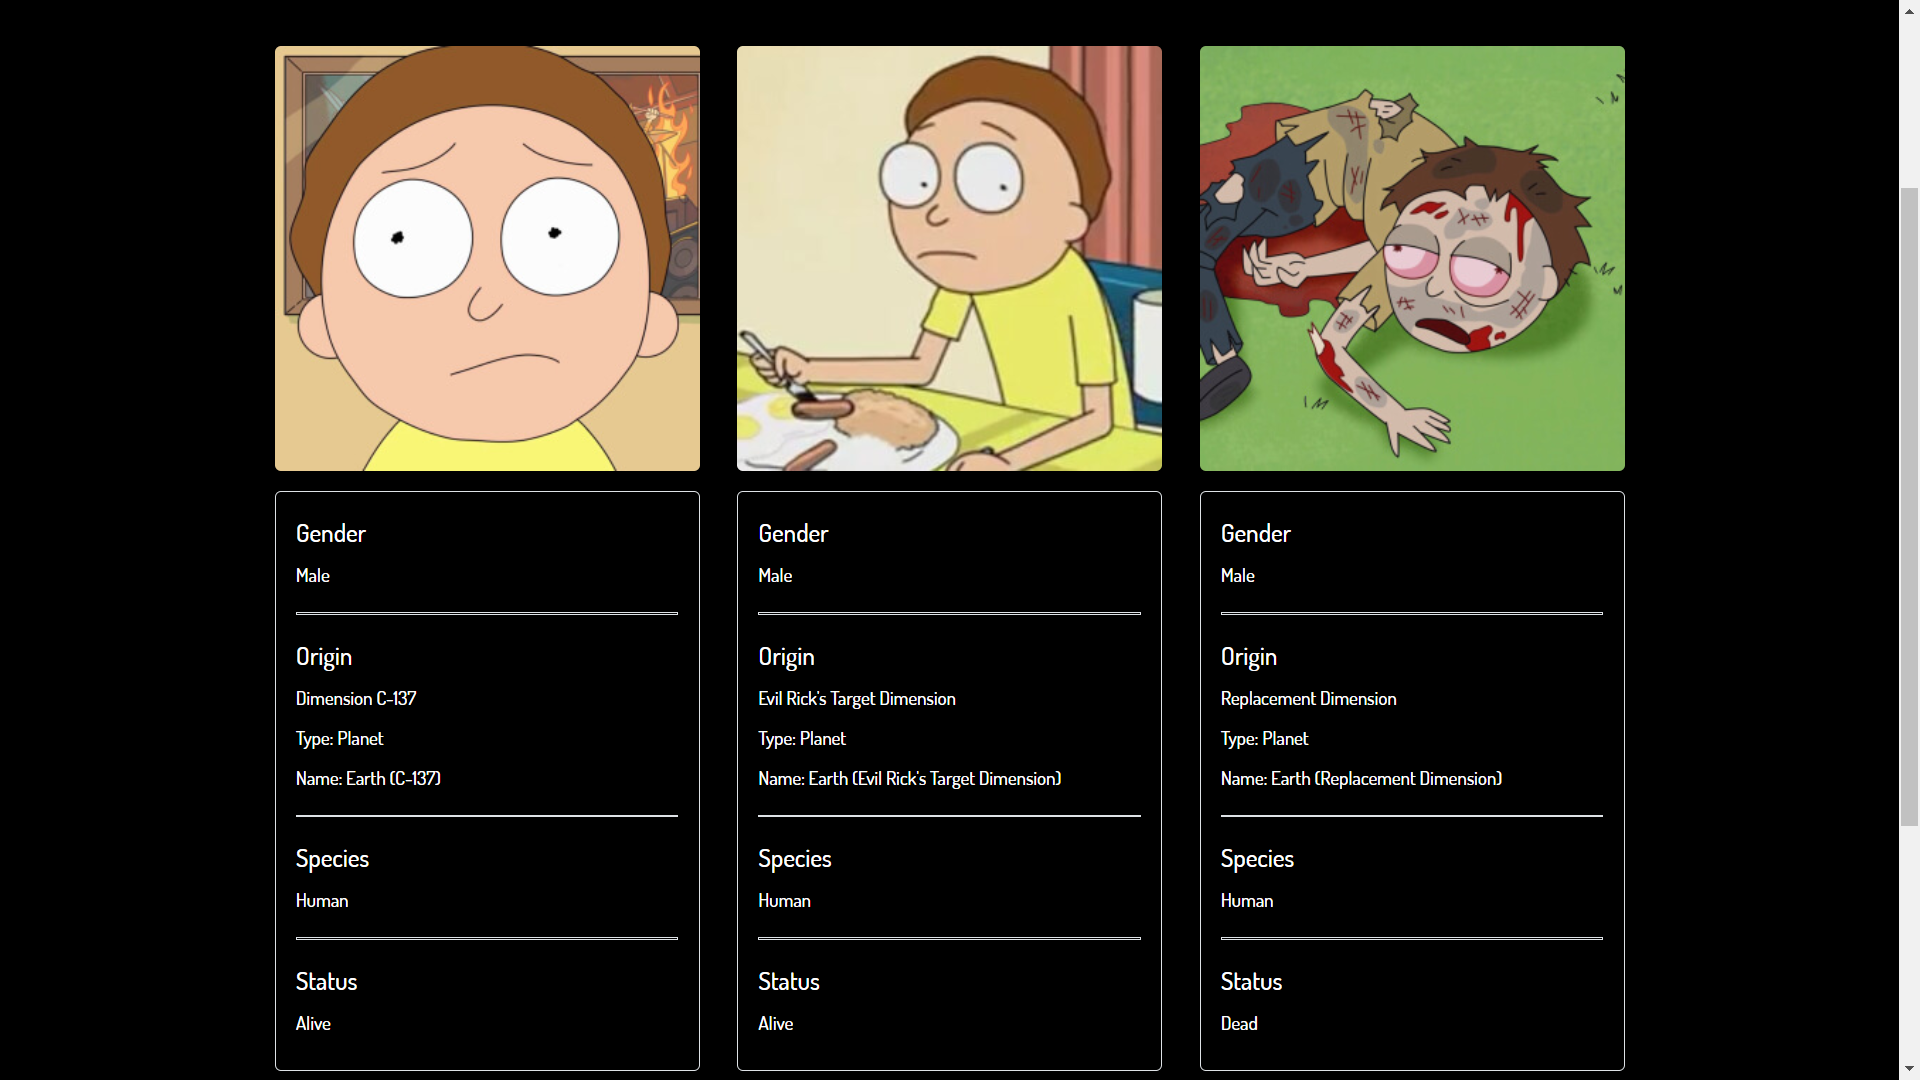 Gender
Male
Origin
Dimension C-137
Type: Planet
Name: Earth (C-137)
Species
Human
Status
Alive
Gender
Male
Origin
Evil Rick's Target Dimension
Type: Planet
Name: Earth (Evil Rick's Target Dimension)
Species
Human
Status
Alive
Gender
Male
Origin
Replacement Dimension
Type: Planet
Name: Earth (Replacement Dimension)
Species
Human
Status
Dead